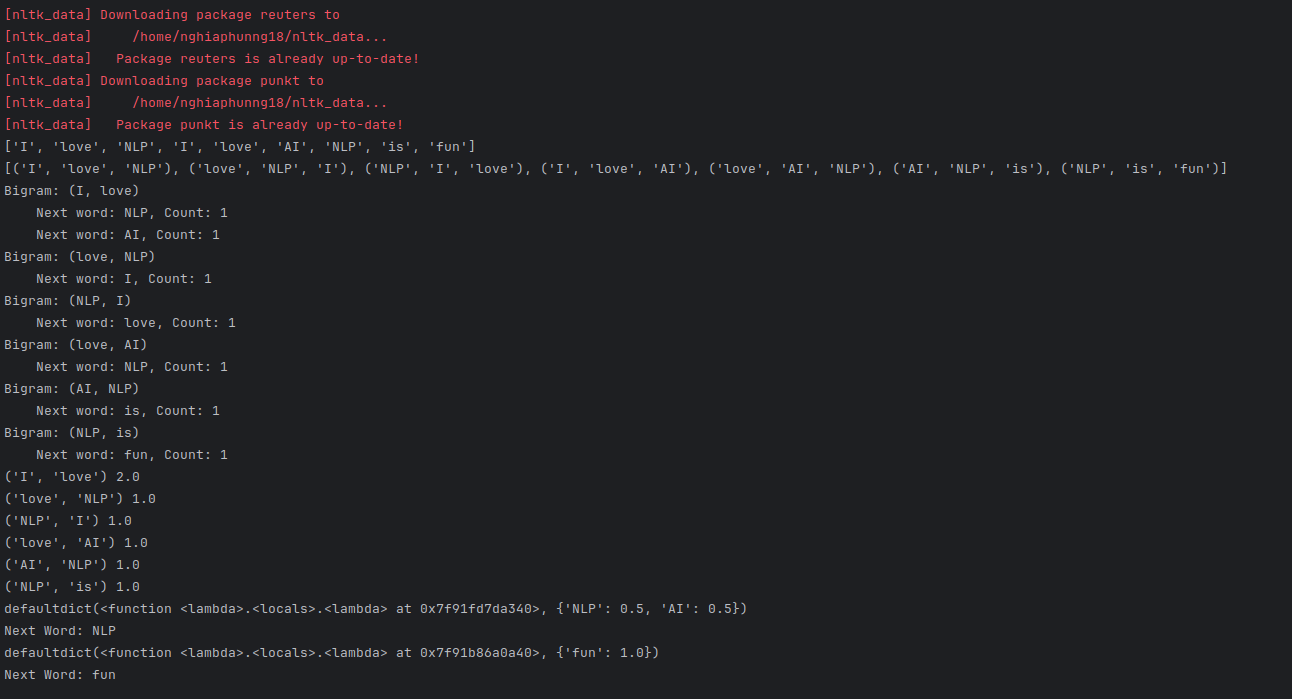 [nltk_data] Downloading package reuters to
[nltk_data]     /home/nghiaphunng18/nltk_data...
[nltk_data]   Package reuters is already up-to-date!
[nltk_data] Downloading package punkt to
[nltk_data]     /home/nghiaphunng18/nltk_data...
[nltk_data]   Package punkt is already up-to-date!
['I', 'love', 'NLP', 'I', 'love', 'AI', 'NLP', 'is', 'fun']
[('I', 'love', 'NLP'), ('love', 'NLP', 'I'), ('NLP', 'I', 'love'), ('I', 'love', 'AI'), ('love', 'AI', 'NLP'), ('AI', 'NLP', 'is'), ('NLP', 'is', 'fun')]
Bigram: (I, love)
    Next word: NLP, Count: 1
    Next word: AI, Count: 1
Bigram: (love, NLP)
    Next word: I, Count: 1
Bigram: (NLP, I)
    Next word: love, Count: 1
Bigram: (love, AI)
    Next word: NLP, Count: 1
Bigram: (AI, NLP)
    Next word: is, Count: 1
Bigram: (NLP, is)
    Next word: fun, Count: 1
('I', 'love') 2.0
('love', 'NLP') 1.0
('NLP', 'I') 1.0
('love', 'AI') 1.0
('AI', 'NLP') 1.0
('NLP', 'is') 1.0
defaultdict(<function <lambda>.<locals>.<lambda> at 0x7f91fd7da340>, {'NLP': 0.5, 'AI': 0.5})
Next Word: NLP
defaultdict(<function <lambda>.<locals>.<lambda> at 0x7f91b86a0a40>, {'fun': 1.0})
Next Word: fun